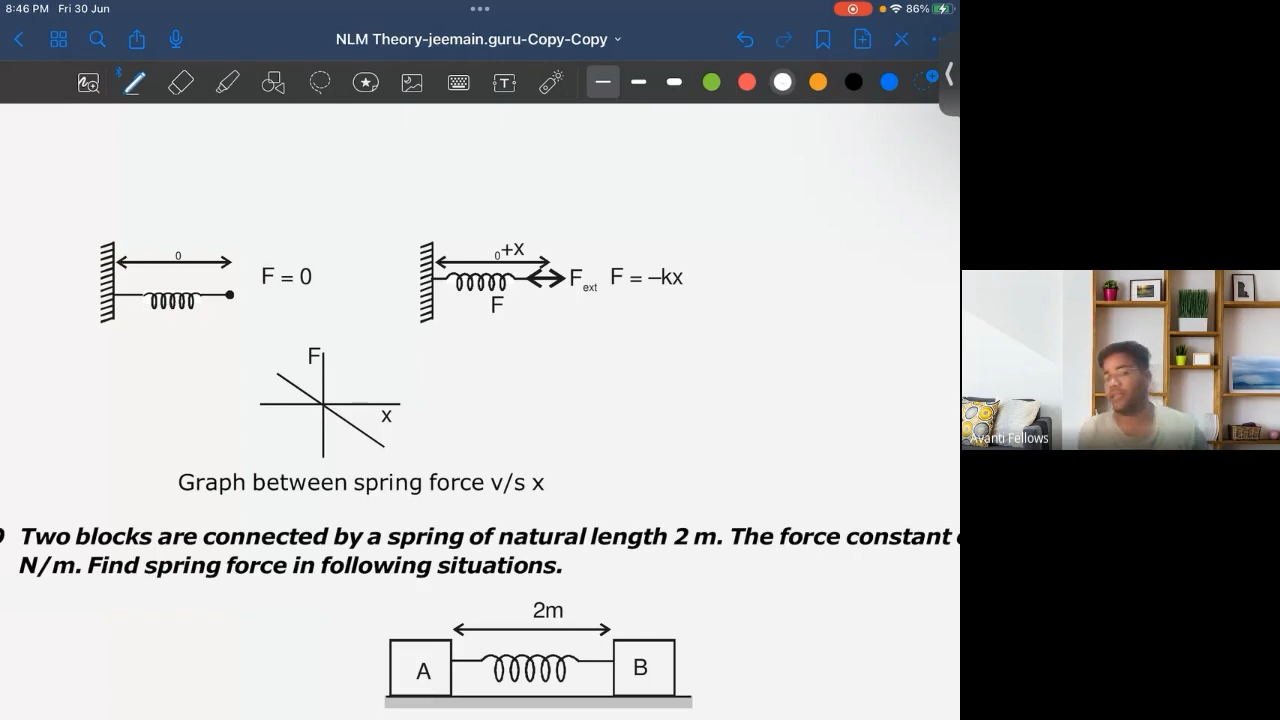 8:46 PM Fri 30 Jun
86%
NLM Theory-jeemain.guru-Copy-Copy
T
0
F = 0
0+x
F
Fext
F = –kx
F
x
Graph between spring force v/s x
Two blocks are connected by a spring of natural length 2 m. The force constant
N/m. Find spring force in following situations.
2m
A
B
Avanti Fellows